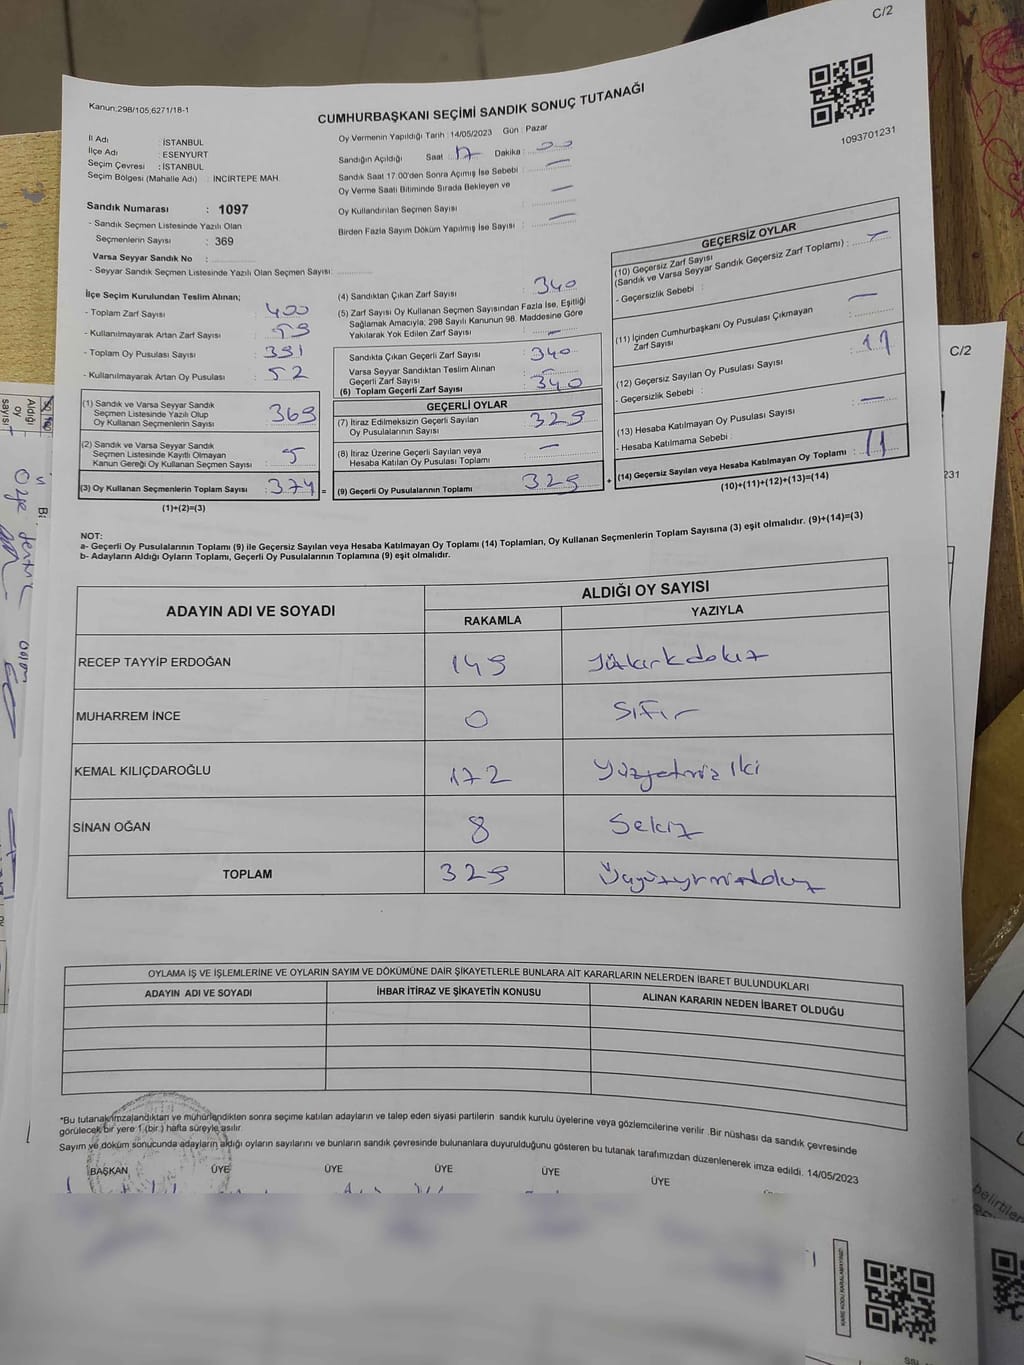 C/2
Kanun;298/105;6271/18-1
CUMHURBAŞKANI SEÇİMİ SANDIK SONUÇ TUTANAĞI
1093701231
İl Adı : İSTANBUL
İlçe Adı : ESENYURT
Seçim Çevresi : İSTANBUL
Seçim Bölgesi (Mahalle Adı) : İNCİRTEPE MAH.
Oy Vermenin Yapıldığı Tarih : 14/05/2023 Gün : Pazar
Sandığın Açıldığı Saat : 17 Dakika : 00
Sandık Saat 17:00'den Sonra Açımış İse Sebebi : —
Oy Verme Saati Bitiminde Sırada Bekleyen ve
Oy Kullandırılan Seçmen Sayısı : —
Birden Fazla Sayım Döküm Yapılmış İse Sayısı : —
Sandık Numarası : 1097
- Sandık Seçmen Listesinde Yazılı Olan
Seçmenlerin Sayısı : 369
Varsa Seyyar Sandık No :
- Seyyar Sandık Seçmen Listesinde Yazılı Olan Seçmen Sayısı:
İlçe Seçim Kurulundan Teslim Alınan;
- Toplam Zarf Sayısı : 400
- Kullanılmayarak Artan Zarf Sayısı : 59
- Toplam Oy Pusulası Sayısı : 391
- Kullanılmayarak Artan Oy Pusulası : 52
(1) Sandık ve Varsa Seyyar Sandık
Seçmen Listesinde Yazılı Olup
Oy Kullanan Seçmenlerin Sayısı : 369
(2) Sandık ve Varsa Seyyar Sandık
Seçmen Listesinde Kayıtlı Olmayan
Kanun Gereği Oy Kullanan Seçmen Sayısı : 5
(3) Oy Kullanan Seçmenlerin Toplam Sayısı : 374 =
(1)+(2)=(3)
(4) Sandıktan Çıkan Zarf Sayısı : 340
(5) Zarf Sayısı Oy Kullanan Seçmen Sayısından Fazla İse, Eşitliği
Sağlamak Amacıyla; 298 Sayılı Kanunun 98. Maddesine Göre
Yakılarak Yok Edilen Zarf Sayısı : —
Sandıkta Çıkan Geçerli Zarf Sayısı : 340
Varsa Seyyar Sandıktan Teslim Alınan
Geçerli Zarf Sayısı : —
(6) Toplam Geçerli Zarf Sayısı : 340
GEÇERLİ OYLAR
(7) İtiraz Edilmeksizin Geçerli Sayılan
Oy Pusulalarının Sayısı : 329
(8) İtiraz Üzerine Geçerli Sayılan veya
Hesaba Katılan Oy Pusulası Toplamı : —
(9) Geçerli Oy Pusulalarının Toplamı : 329 +
GEÇERSİZ OYLAR
(10) Geçersiz Zarf Sayısı
(Sandık ve Varsa Seyyar Sandık Geçersiz Zarf Toplamı) : —
- Geçersizlik Sebebi :
(11) İçinden Cumhurbaşkanı Oy Pusulası Çıkmayan
Zarf Sayısı : —
(12) Geçersiz Sayılan Oy Pusulası Sayısı : 11
- Geçersizlik Sebebi :
(13) Hesaba Katılmayan Oy Pusulası Sayısı : —
- Hesaba Katılmama Sebebi :
(14) Geçersiz Sayılan veya Hesaba Katılmayan Oy Toplamı : 11
(10)+(11)+(12)+(13)=(14)
NOT:
a- Geçerli Oy Pusulalarının Toplamı (9) ile Geçersiz Sayılan veya Hesaba Katılmayan Oy Toplamı (14) Toplamları, Oy Kullanan Seçmenlerin Toplam Sayısına (3) eşit olmalıdır. (9)+(14)=(3)
b- Adayların Aldığı Oyların Toplamı, Geçerli Oy Pusulalarının Toplamına (9) eşit olmalıdır.
ADAYIN ADI VE SOYADI
ALDIĞI OY SAYISI
RAKAMLA YAZIYLA
RECEP TAYYİP ERDOĞAN 149 Yüzkırkdokuz
MUHARREM İNCE 0 Sıfır
KEMAL KILIÇDAROĞLU 172 Yüzyetmiş İki
SİNAN OĞAN 8 Sekiz
TOPLAM 329 Üçyüzyirmidokuz
OYLAMA İŞ VE İŞLEMLERİNE VE OYLARIN SAYIM VE DÖKÜMÜNE DAİR ŞİKAYETLERLE BUNLARA AİT KARARLARIN NELERDEN İBARET BULUNDUKLARI
ADAYIN ADI VE SOYADI İHBAR İTİRAZ VE ŞİKAYETİN KONUSU ALINAN KARARIN NEDEN İBARET OLDUĞU
*Bu tutanak imzalandıktan ve mühürlendikten sonra seçime katılan adayların ve talep eden siyasi partilerin sandık kurulu üyelerine veya gözlemcilerine verilir .Bir nüshası da sandık çevresinde
görülecek bir yere 1 (bir ) hafta süreyle asılır.
Sayım ve döküm sonucunda adayların aldığı oyların sayılarını ve bunların sandık çevresinde bulunanlara duyurulduğunu gösteren bu tutanak tarafımızdan düzenlenerek imza edildi. 14/05/2023
BAŞKAN ÜYE ÜYE ÜYE ÜYE ÜYE
KARE KODU KARALAMAYINIZ!
C/2
231
Aldığı
oy
sayısı